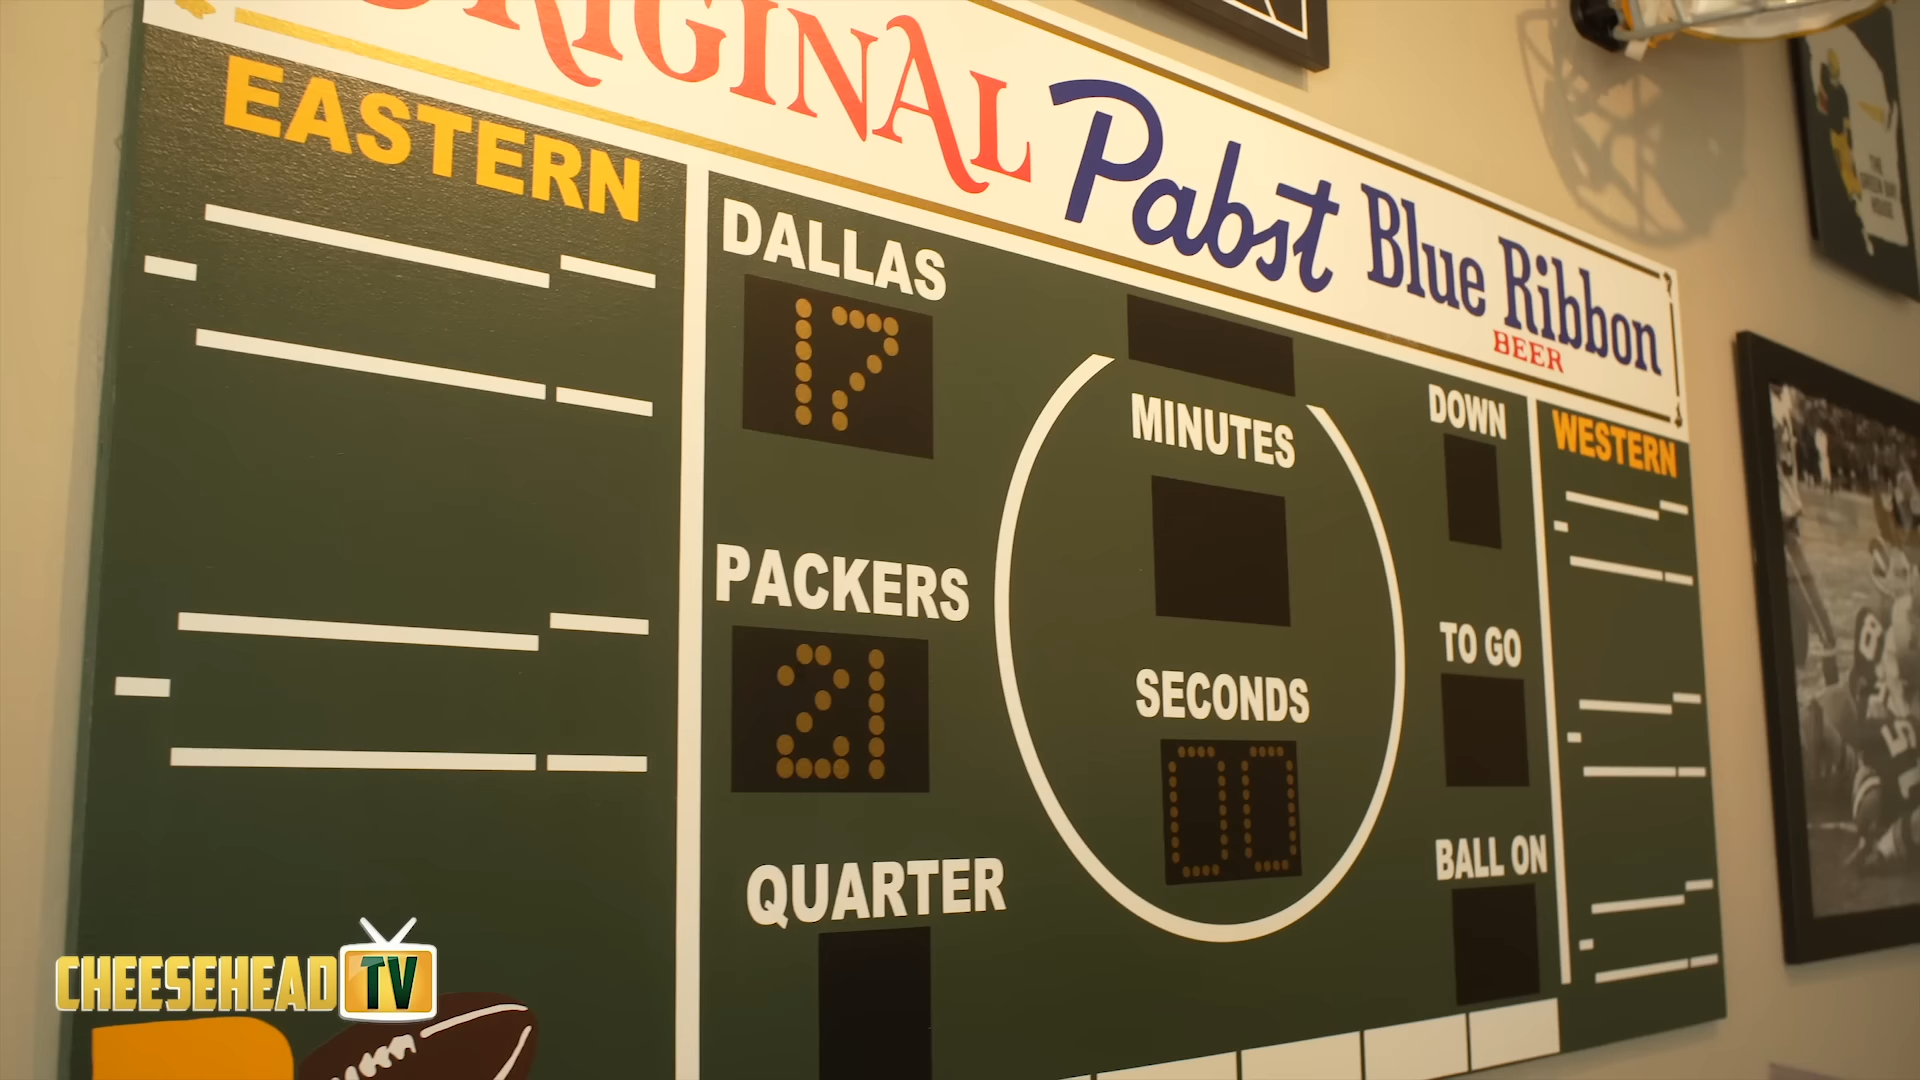 ORIGINAL Pabst Blue Ribbon
BEER
EASTERN
DALLAS
17
MINUTES
DOWN
WESTERN
PACKERS
21
SECONDS
00
TO GO
QUARTER
BALL ON
CHEESEHEAD TV